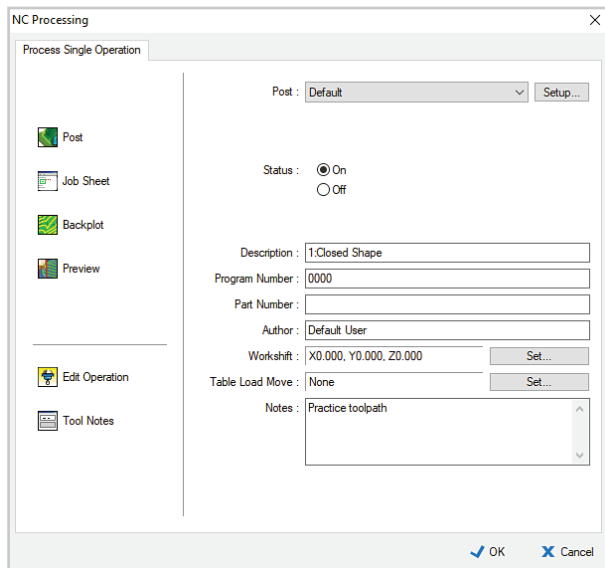 NC Processing
Process Single Operation
Post
Job Sheet
Backplot
Preview
Edit Operation
Tool Notes
Post : Default Setup...
Status : On
Off
Description : 1:Closed Shape
Program Number : 0000
Part Number :
Author : Default User
Workshift : X0.000, Y0.000, Z0.000 Set...
Table Load Move : None Set...
Notes : Practice toolpath
OK Cancel